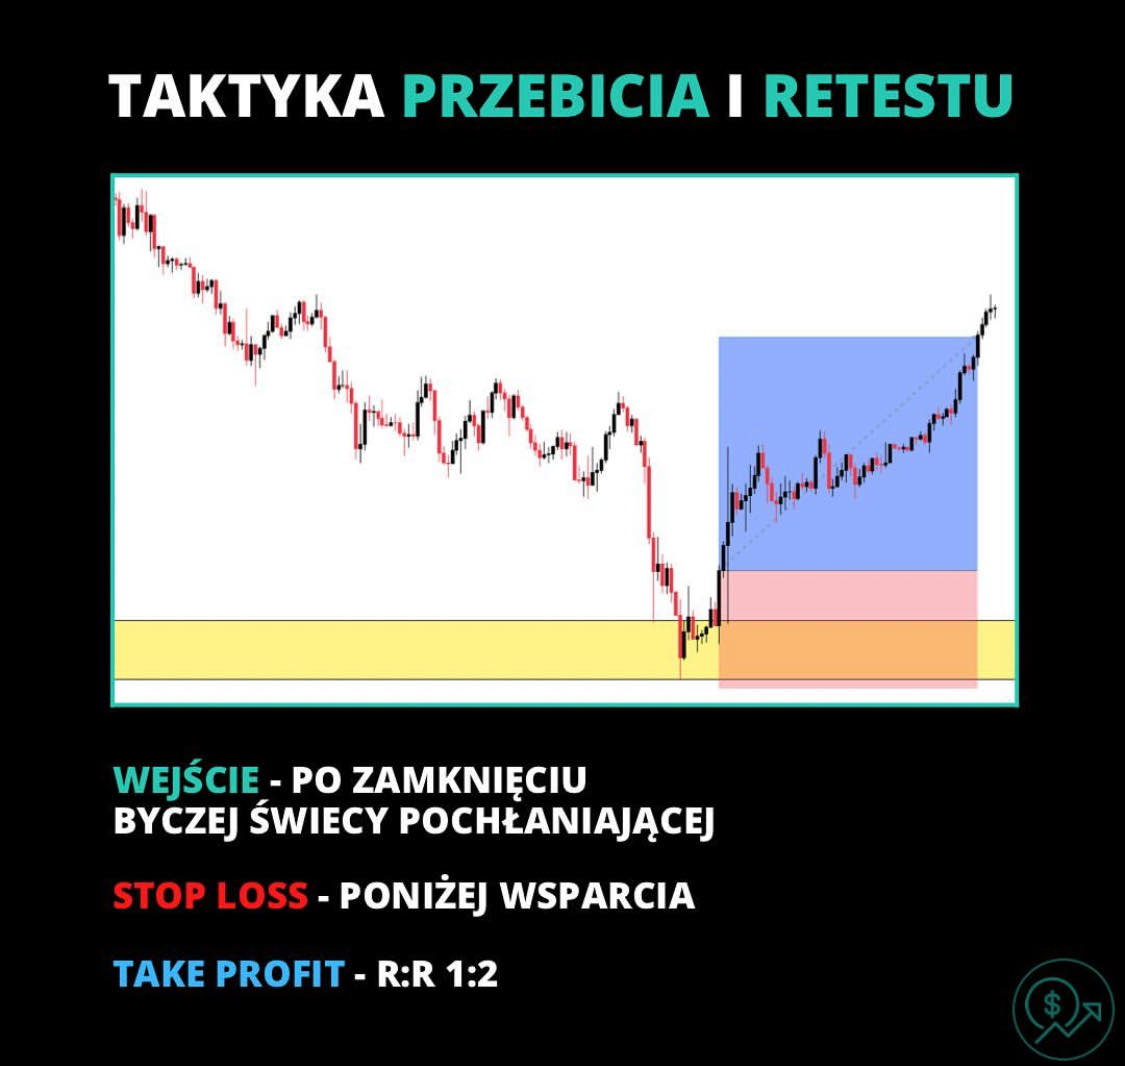 TAKTYKA PRZEBICIA I RETESTU
WEJŚCIE - PO ZAMKNIĘCIU
BYCZEJ ŚWIECY POCHŁANIAJĄCEJ
STOP LOSS - PONIŻEJ WSPARCIA
TAKE PROFIT - R:R 1:2
$